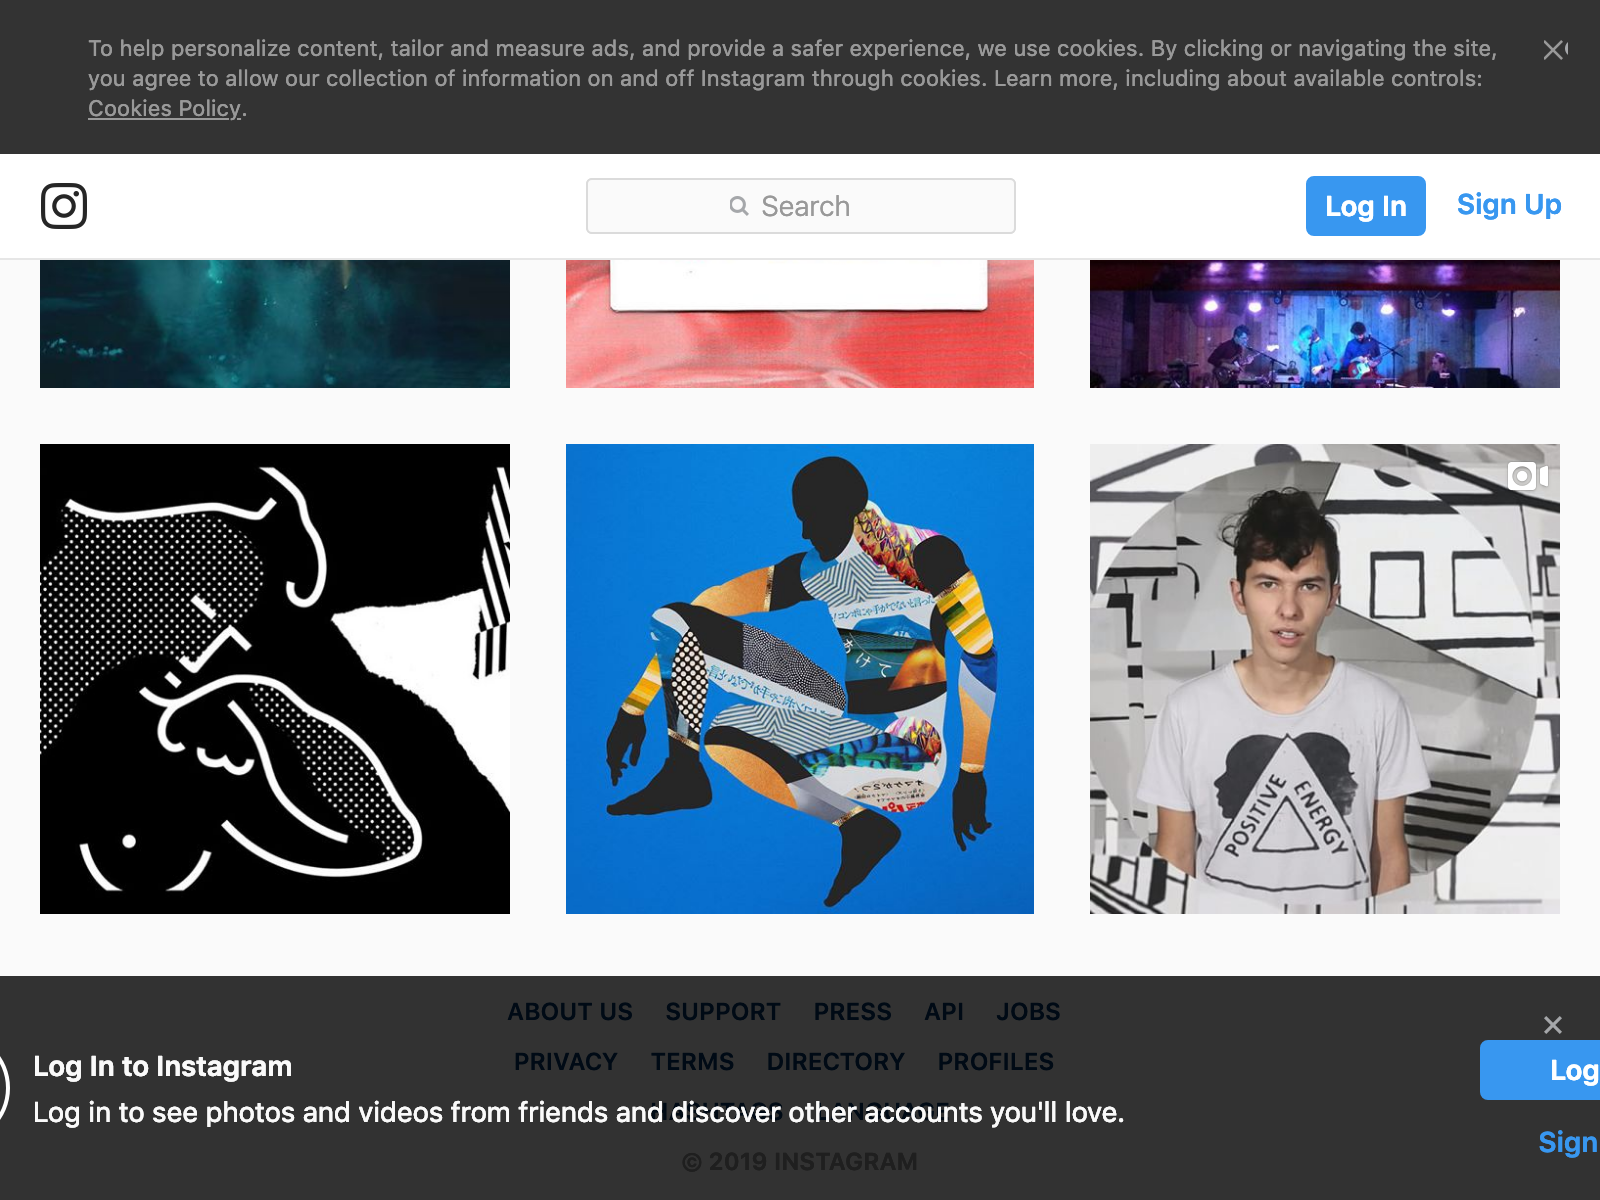 To help personalize content, tailor and measure ads, and provide a safer experience, we use cookies. By clicking or navigating the site,
you agree to allow our collection of information on and off Instagram through cookies. Learn more, including about available controls:
Cookies Policy.
Search
Log In
Sign Up
POSITIVE ENERGY
ABOUT US SUPPORT PRESS API JOBS
PRIVACY TERMS DIRECTORY PROFILES
HASHTAGS LANGUAGE
Log In to Instagram
Log in to see photos and videos from friends and discover other accounts you'll love.
Log
Sign
© 2019 INSTAGRAM